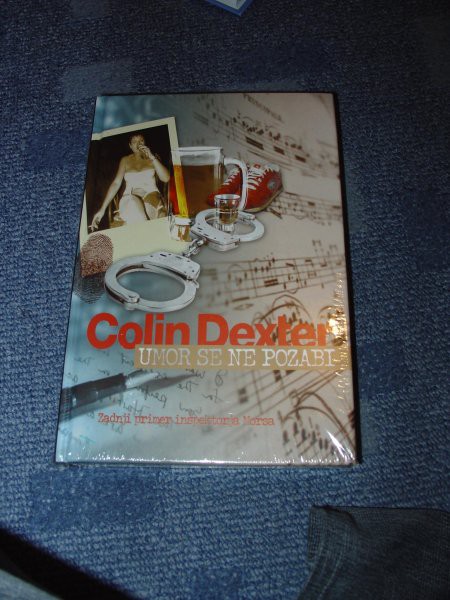 Colin Dexter
UMOR SE NE POZABI
Zadnji primer inšpektorja Morsa